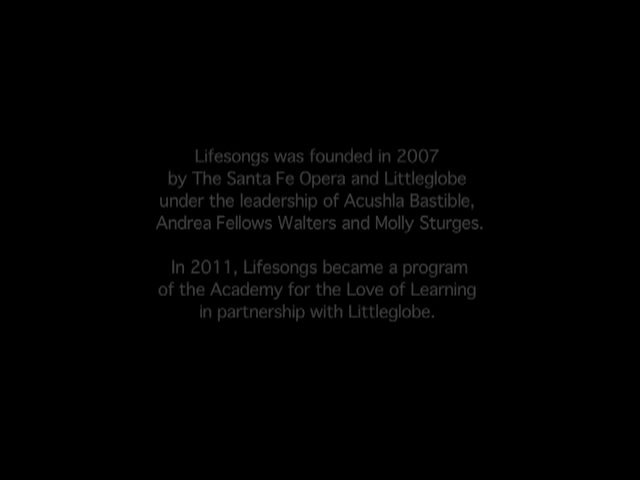 Lifesongs was founded in 2007
by The Santa Fe Opera and Littleglobe
under the leadership of Acushla Bastible,
Andrea Fellows Walters and Molly Sturges.
In 2011, Lifesongs became a program
of the Academy for the Love of Learning
in partnership with Littleglobe.